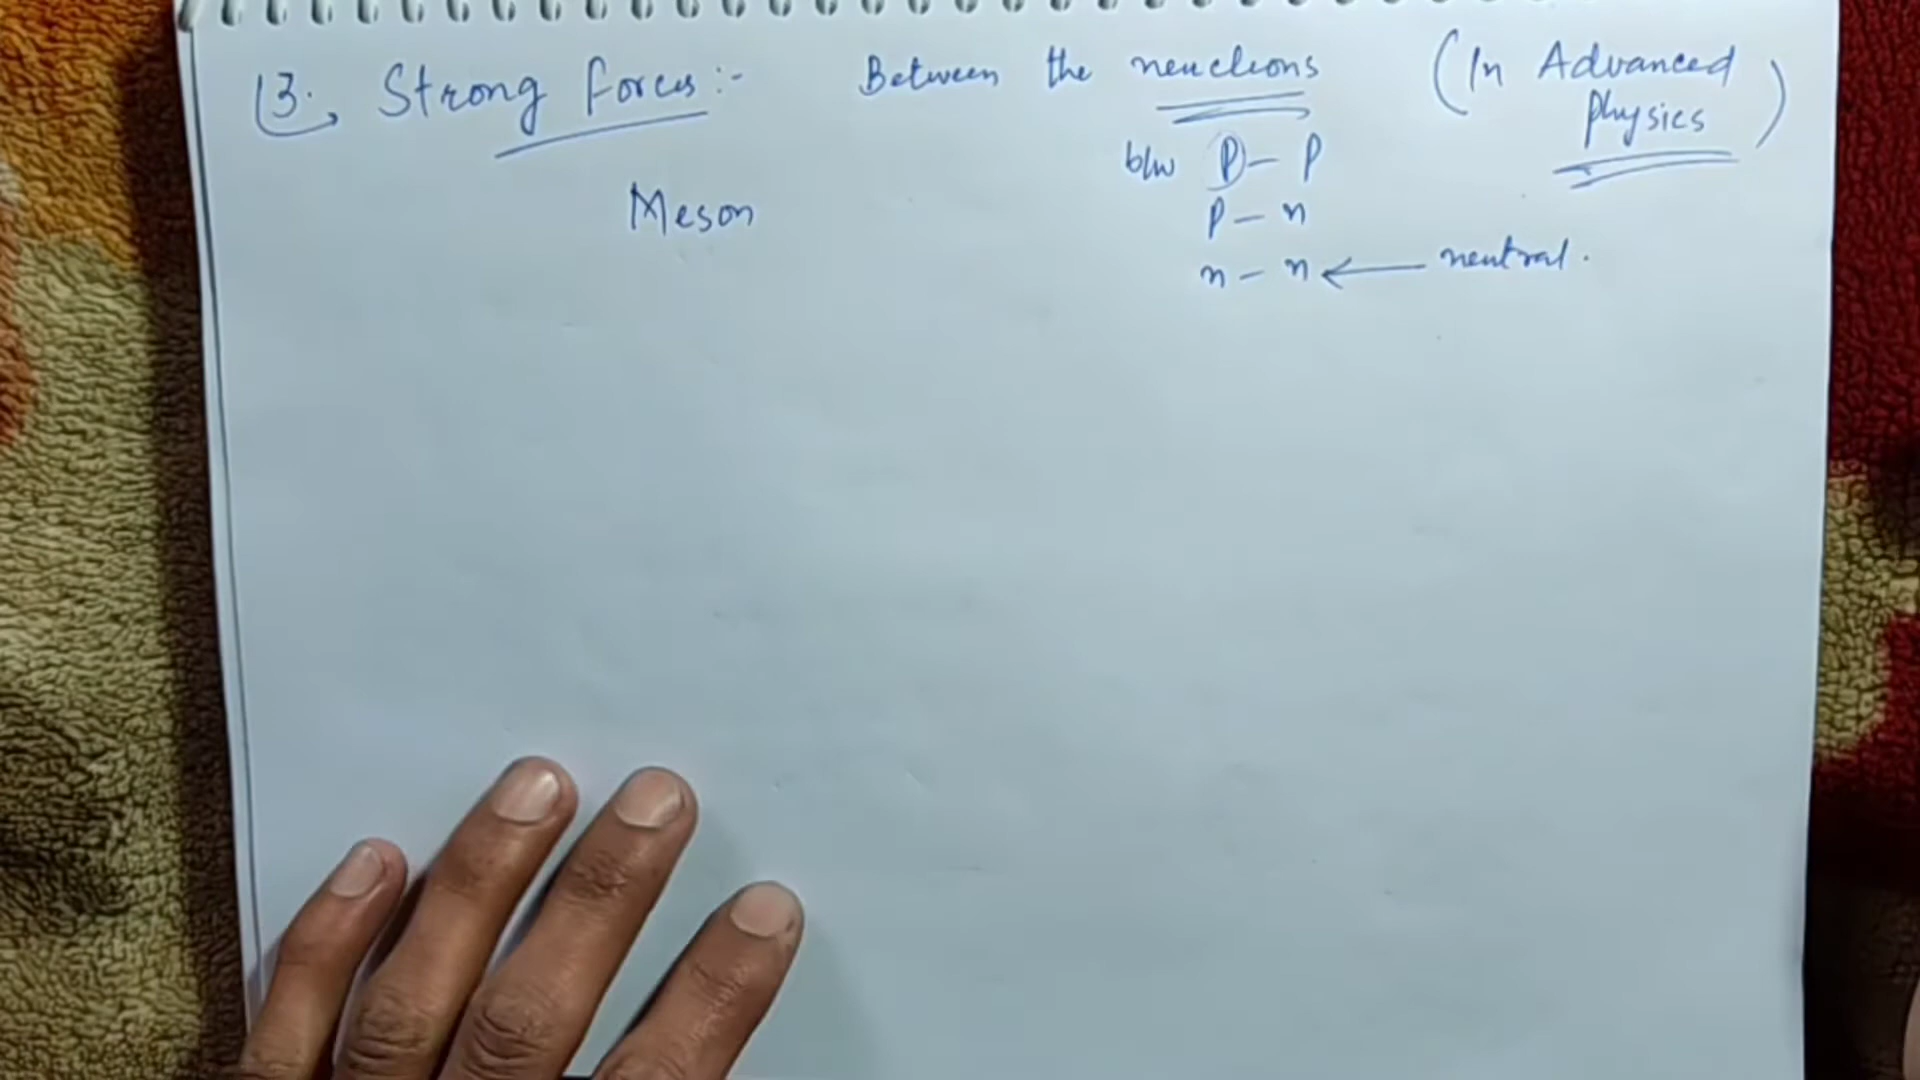 3. Strong forces:- Between the neucleons (In Advanced
physics)
b/w P - P
Meson
P - n
n - n ← neutral.